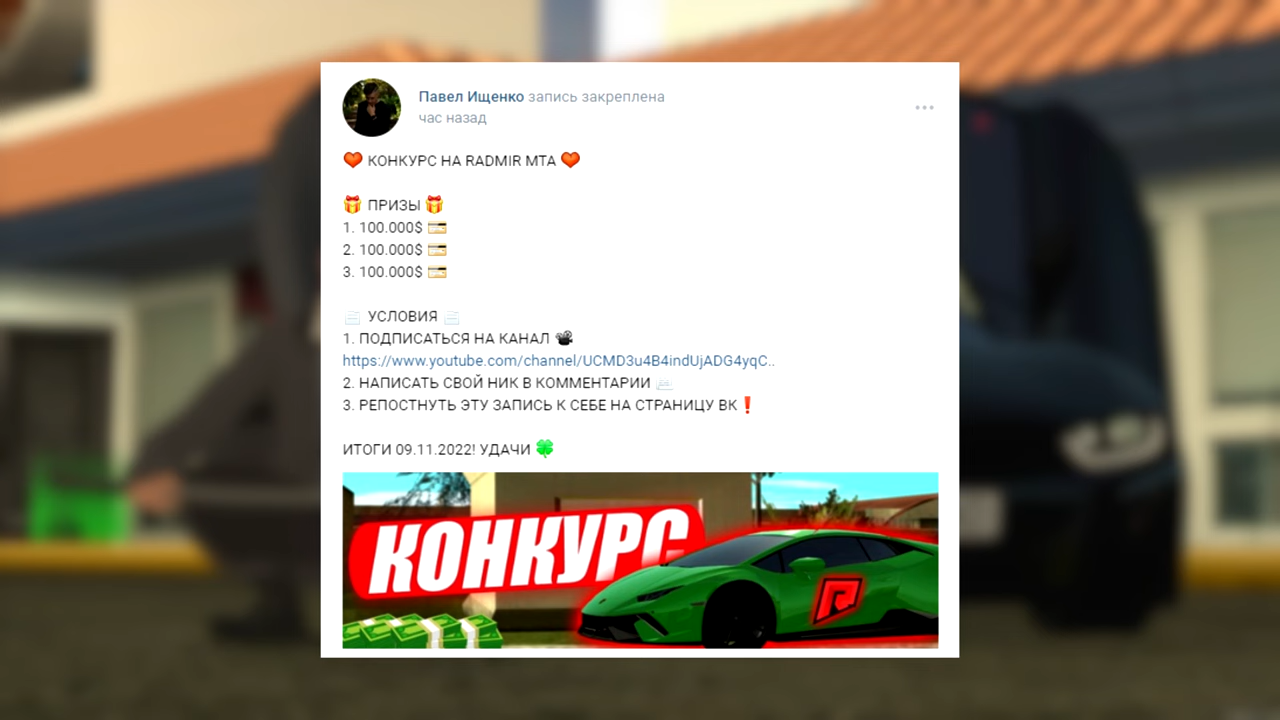 Павел Ищенко запись закреплена
час назад
❤ КОНКУРС НА RADMIR MTA ❤
🎁 ПРИЗЫ 🎁
1. 100.000$ 💳
2. 100.000$ 💳
3. 100.000$ 💳
📄 УСЛОВИЯ 📄
1. ПОДПИСАТЬСЯ НА КАНАЛ 📽
https://www.youtube.com/channel/UCMD3u4B4indUjADG4yqC..
2. НАПИСАТЬ СВОЙ НИК В КОММЕНТАРИИ
3. РЕПОСТНУТЬ ЭТУ ЗАПИСЬ К СЕБЕ НА СТРАНИЦУ ВК ❗
ИТОГИ 09.11.2022! УДАЧИ 🍀
КОНКУРС